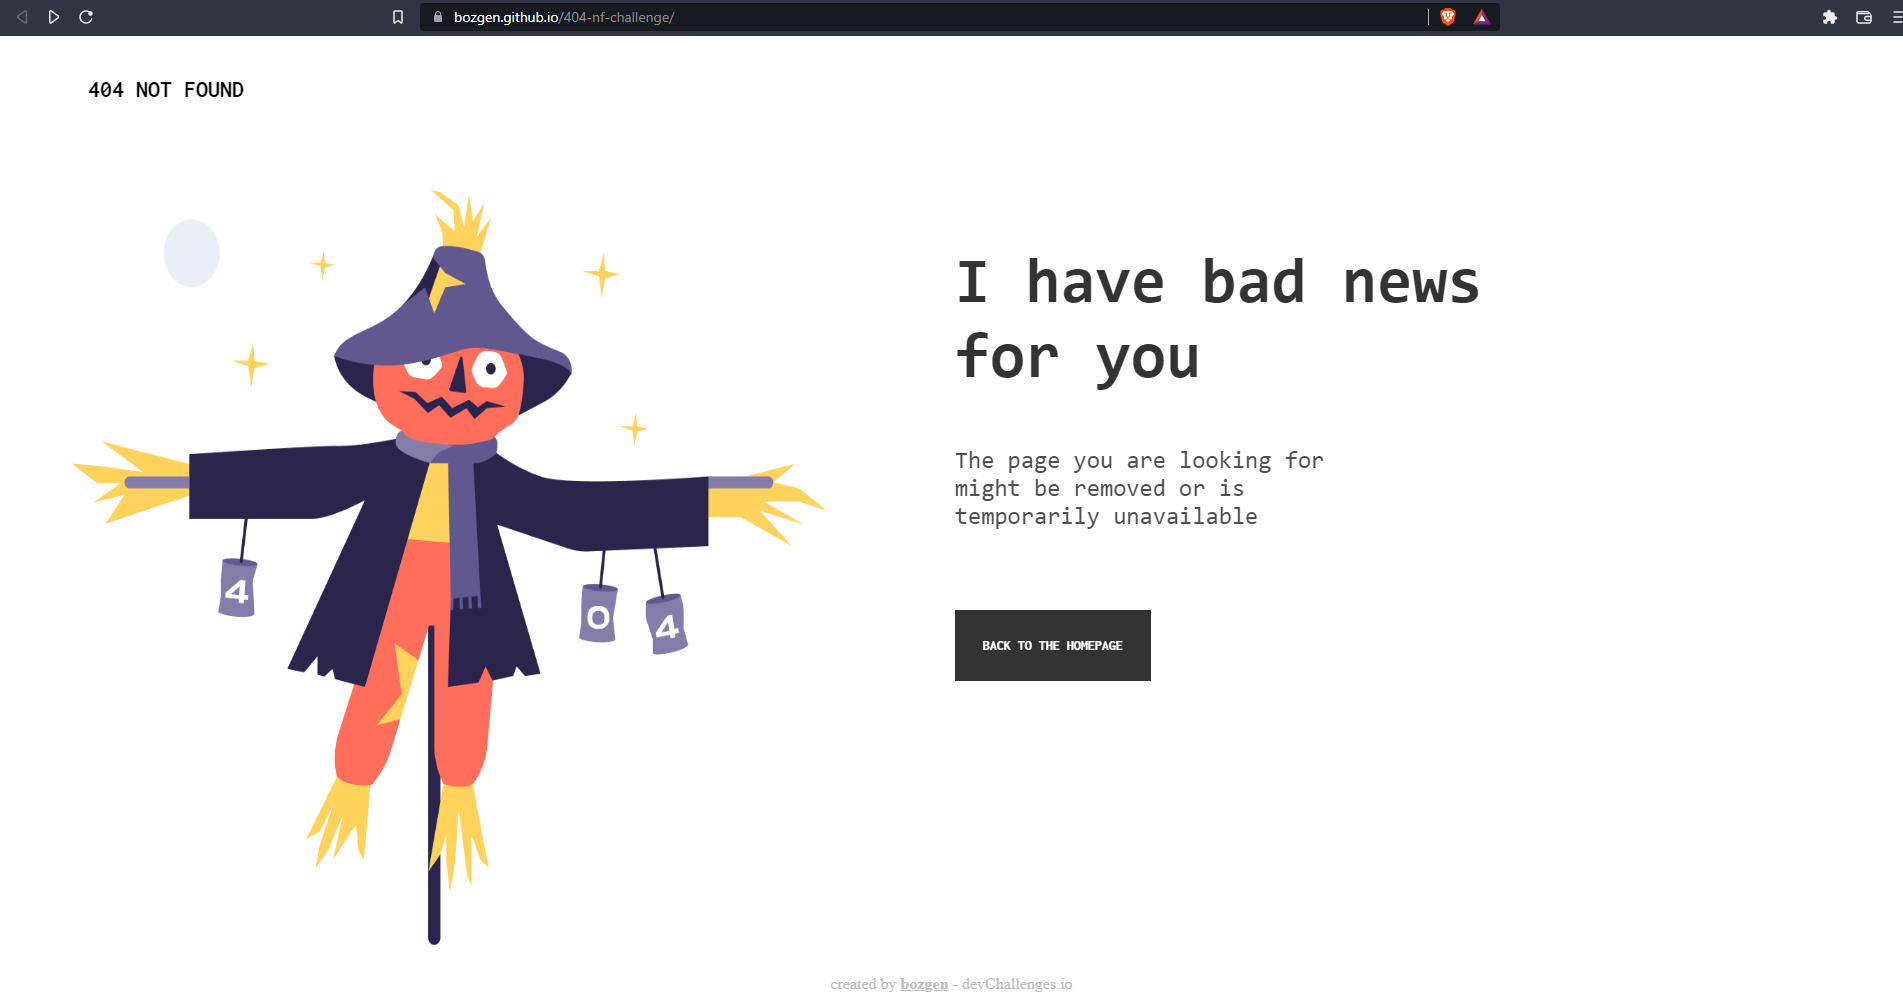 bozgen.github.io/404-nf-challenge/
404 NOT FOUND
I have bad news
for you
The page you are looking for
might be removed or is
temporarily unavailable
4
0
4
BACK TO THE HOMEPAGE
created by bozgen - devChallenges.io